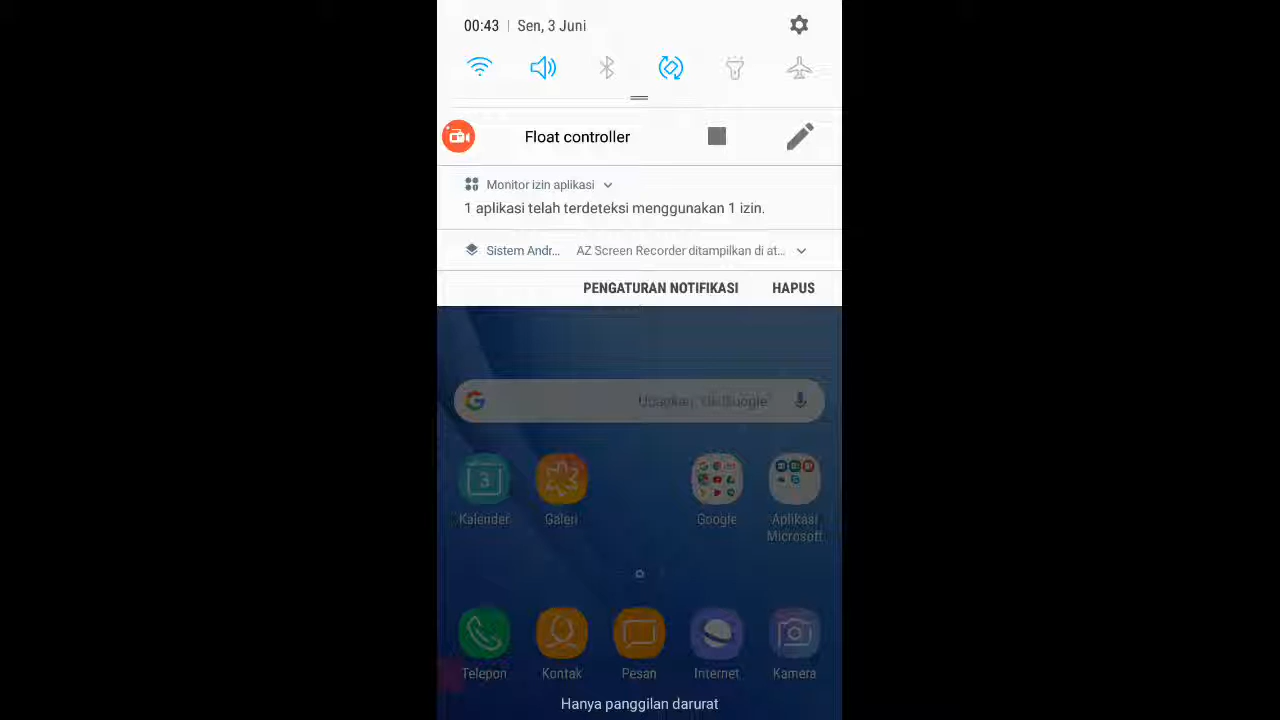 00:43 | Sen, 3 Juni
Float controller
Monitor izin aplikasi
1 aplikasi telah terdeteksi menggunakan 1 izin.
Sistem Andr... AZ Screen Recorder ditampilkan di at...
PENGATURAN NOTIFIKASI HAPUS
3
Kalender Galeri Google Aplikasi
Microsoft
Telepon Kontak Pesan Internet Kamera
Hanya panggilan darurat